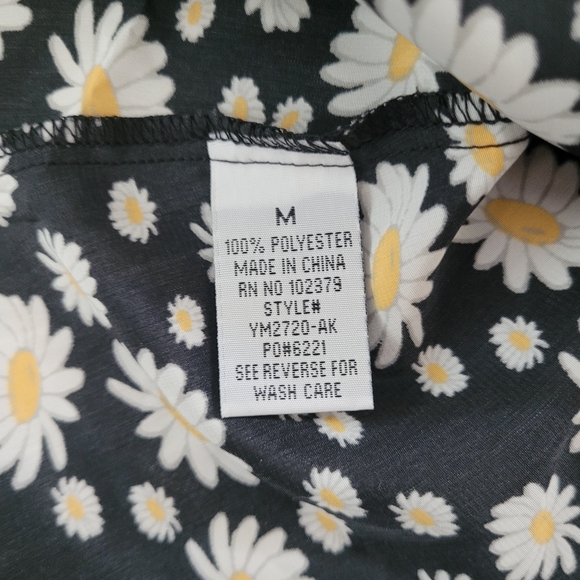 M
100% POLYESTER
MADE IN CHINA
RN NO 102379
STYLE#
YM2720-AK
PO#6221
SEE REVERSE FOR
WASH CARE